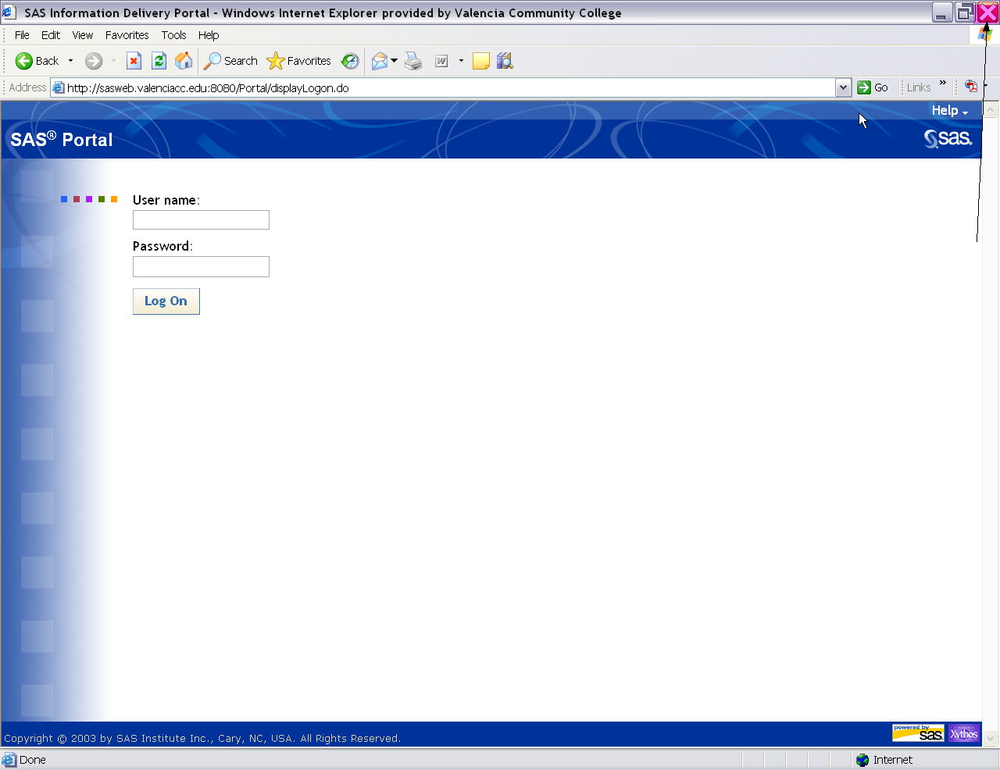 SAS Information Delivery Portal - Windows Internet Explorer provided by Valencia Community College
File Edit View Favorites Tools Help
Back Search Favorites
Address http://sasweb.valenciacc.edu:8080/Portal/displayLogon.do Go Links »
Help
SAS® Portal
sas.
User name:
Password:
Log On
Copyright © 2003 by SAS Institute Inc., Cary, NC, USA. All Rights Reserved.
powered by
sas.
Xythos
Done
Internet